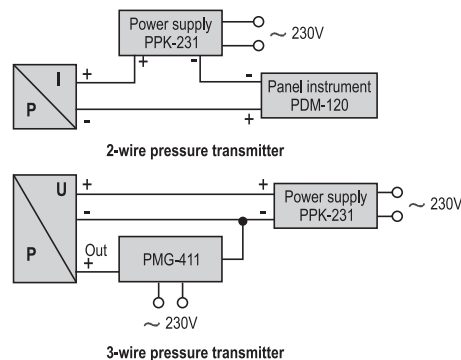 Power supply
PPK-231
~ 230V
I
P
+
+
-
-
Panel instrument
PDM-120
-
+
2-wire pressure transmitter
U
P
+
+
-
-
Power supply
PPK-231
~ 230V
Out
+
PMG-411
~ 230V
3-wire pressure transmitter